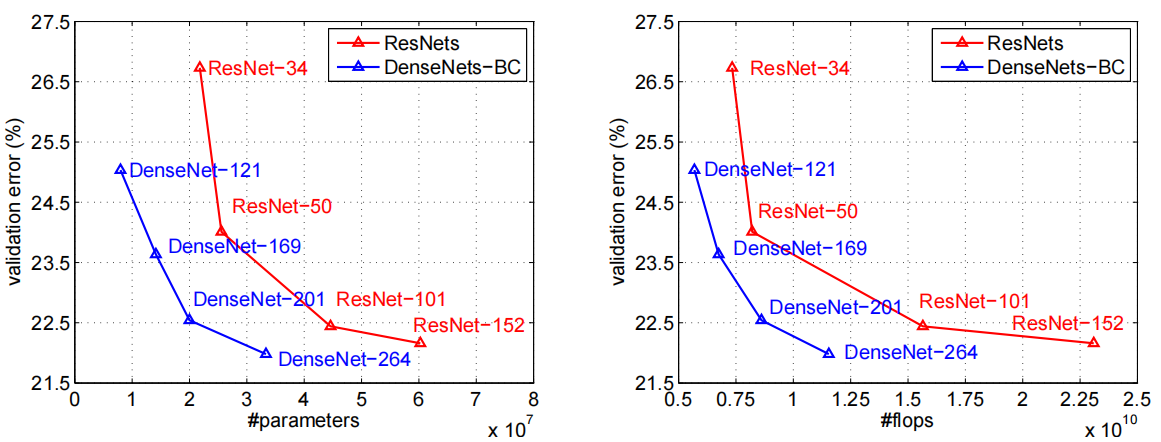 27.5
26.5
25.5
24.5
23.5
22.5
21.5
validation error (%)
0 1 2 3 4 5 6 7 8
#parameters
x 10^7
ResNets
DenseNets−BC
ResNet−34
DenseNet−121
ResNet−50
DenseNet−169
DenseNet−201
ResNet−101
ResNet−152
DenseNet−264
27.5
26.5
25.5
24.5
23.5
22.5
21.5
validation error (%)
0.5 0.75 1 1.25 1.5 1.75 2 2.25 2.5
#flops
x 10^10
ResNets
DenseNets−BC
ResNet−34
DenseNet−121
ResNet−50
DenseNet−169
DenseNet−201
ResNet−101
ResNet−152
DenseNet−264